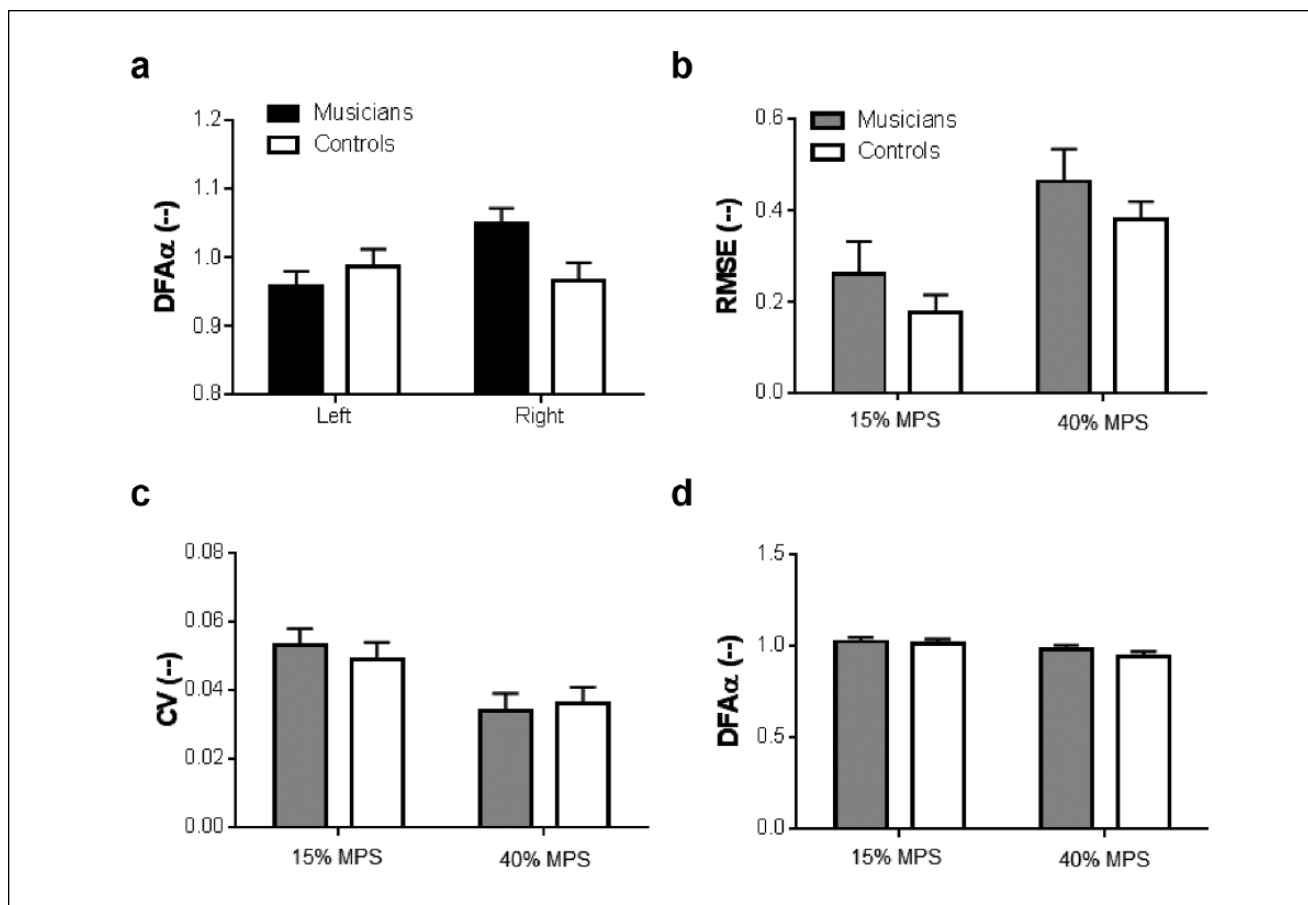 a
Musicians
Controls
1.2
1.1
1.0
0.9
0.8
DFAα (--)
Left
Right
b
Musicians
Controls
0.6
0.4
0.2
0.0
RMSE (--)
15% MPS
40% MPS
c
0.08
0.06
0.04
0.02
0.00
CV (--)
15% MPS
40% MPS
d
1.5
1.0
0.5
0.0
DFAα (--)
15% MPS
40% MPS